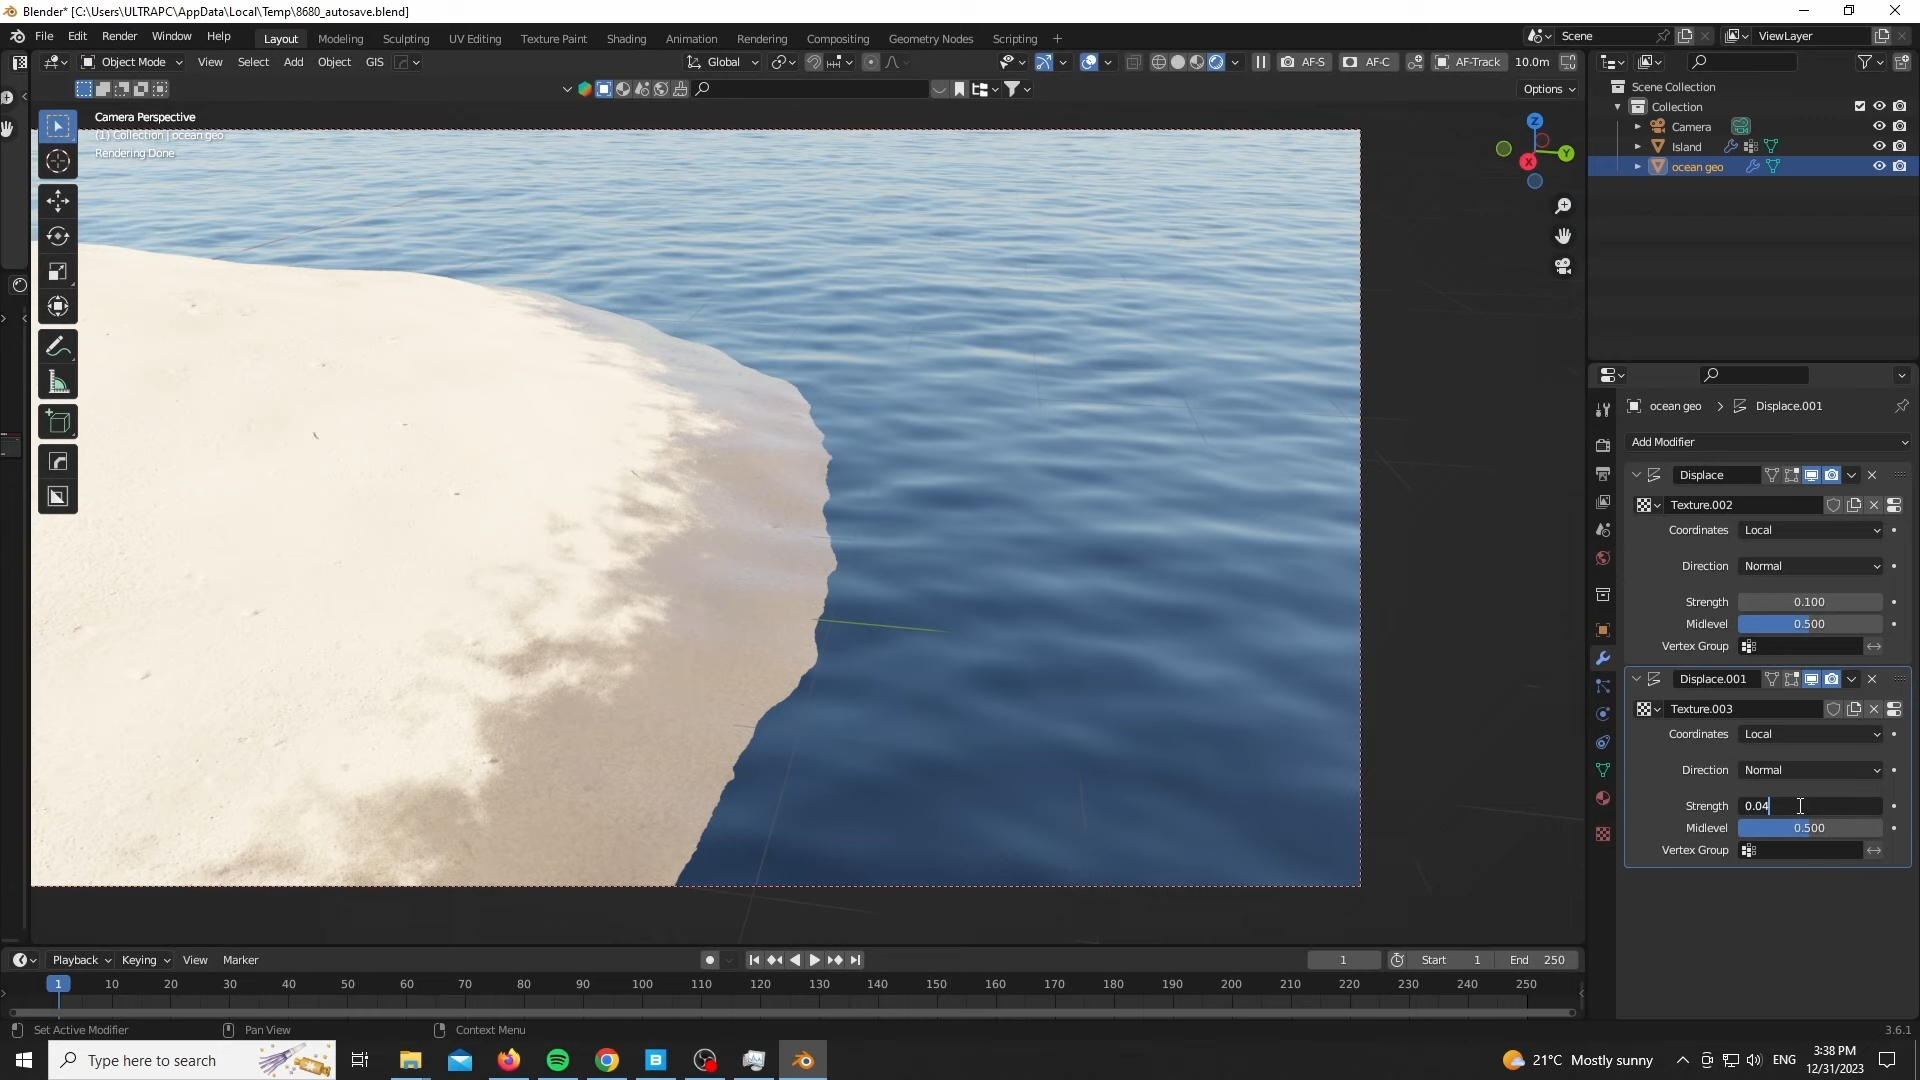 Blender* [C:\Users\ULTRAPC\AppData\Local\Temp\8680_autosave.blend]
File Edit Render Window Help Layout Modeling Sculpting UV Editing Texture Paint Shading Animation Rendering Compositing Geometry Nodes Scripting + Scene ViewLayer
Object Mode View Select Add Object GIS Global AF-S AF-C AF-Track 10.0m
Options
Camera Perspective
(1) Collection | ocean geo
Rendering Done
Z
Y
X
Scene Collection
Collection
Camera
Island
ocean geo
ocean geo > Displace.001
Add Modifier
Displace
Texture.002
Coordinates Local
Direction Normal
Strength 0.100
Midlevel 0.500
Vertex Group
Displace.001
Texture.003
Coordinates Local
Direction Normal
Strength 0.04
Midlevel 0.500
Vertex Group
Playback Keying View Marker 1 Start 1 End 250
1 10 20 30 40 50 60 70 80 90 100 110 120 130 140 150 160 170 180 190 200 210 220 230 240 250
Set Active Modifier Pan View Context Menu 3.6.1
Type here to search 21°C Mostly sunny ENG 3:38 PM
12/31/2023